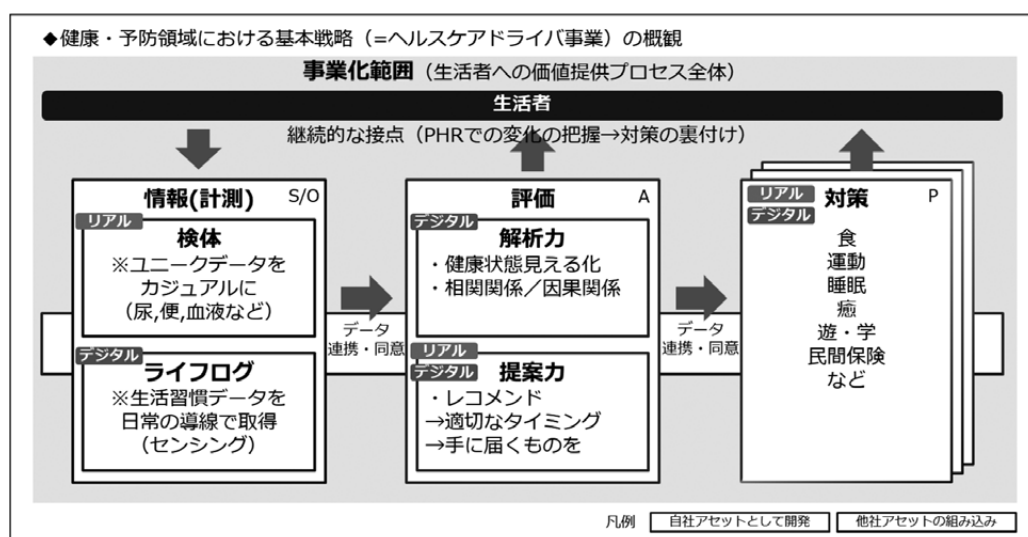 ◆健康・予防領域における基本戦略（=ヘルスケアドライバ事業）の概観
事業化範囲（生活者への価値提供プロセス全体）
生活者
継続的な接点（PHRでの変化の把握→対策の裏付け）
情報(計測) S/O
リアル
検体
※ユニークデータを
カジュアルに
（尿,便,血液など）
デジタル
ライフログ
※生活習慣データを
日常の導線で取得
（センシング）
データ
連携・同意
評価 A
デジタル
解析力
・健康状態見える化
・相関関係／因果関係
リアル
デジタル
提案力
・レコメンド
→適切なタイミング
→手に届くものを
データ
連携・同意
リアル
デジタル
対策 P
食
運動
睡眠
癒
遊・学
民間保険
など
凡例
自社アセットとして開発
他社アセットの組み込み